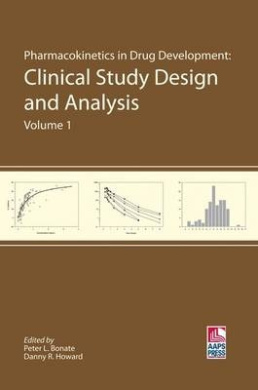 Pharmacokinetics in Drug Development:
Clinical Study Design
and Analysis
Volume 1
Edited by
Peter L. Bonate
Danny R. Howard
AAPS
PRESS